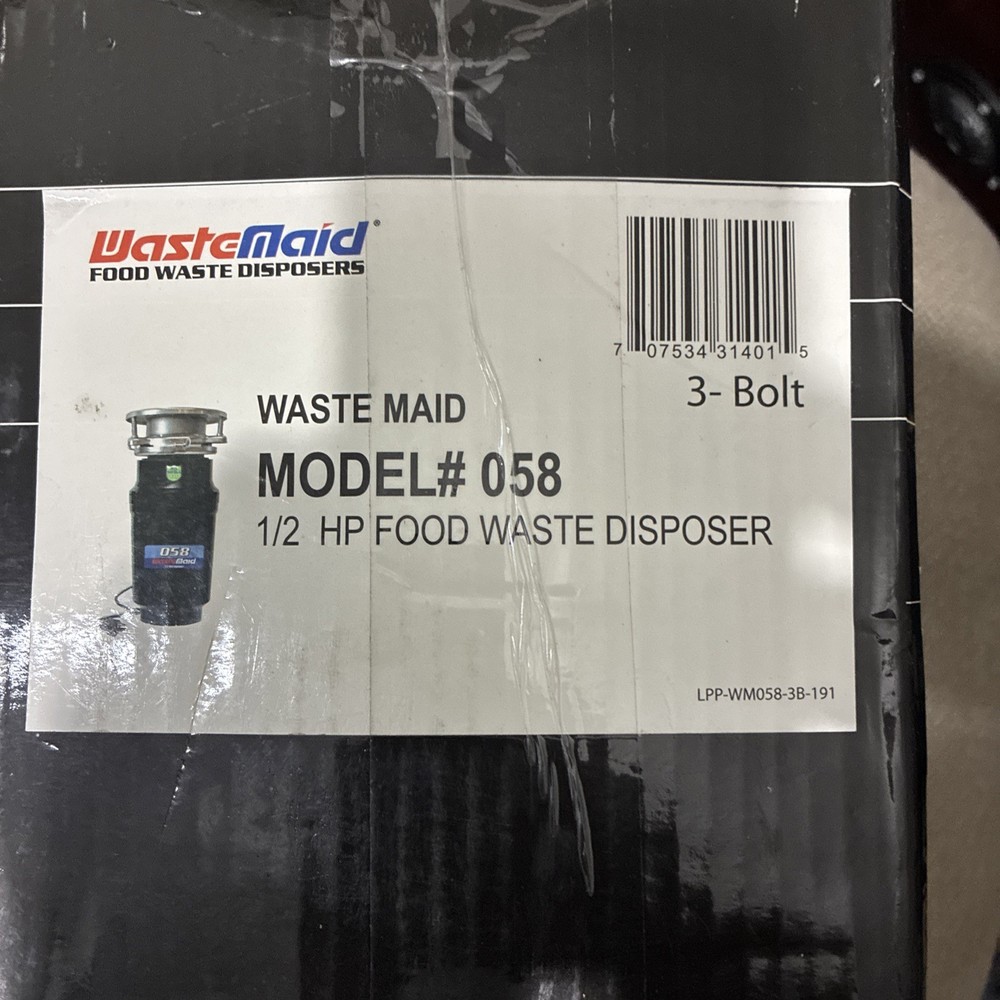 WasteMaid®
FOOD WASTE DISPOSERS
7 07534 31401 5
3- Bolt
WASTE MAID
MODEL# 058
1/2 HP FOOD WASTE DISPOSER
058
WasteMaid
LPP-WM058-3B-191